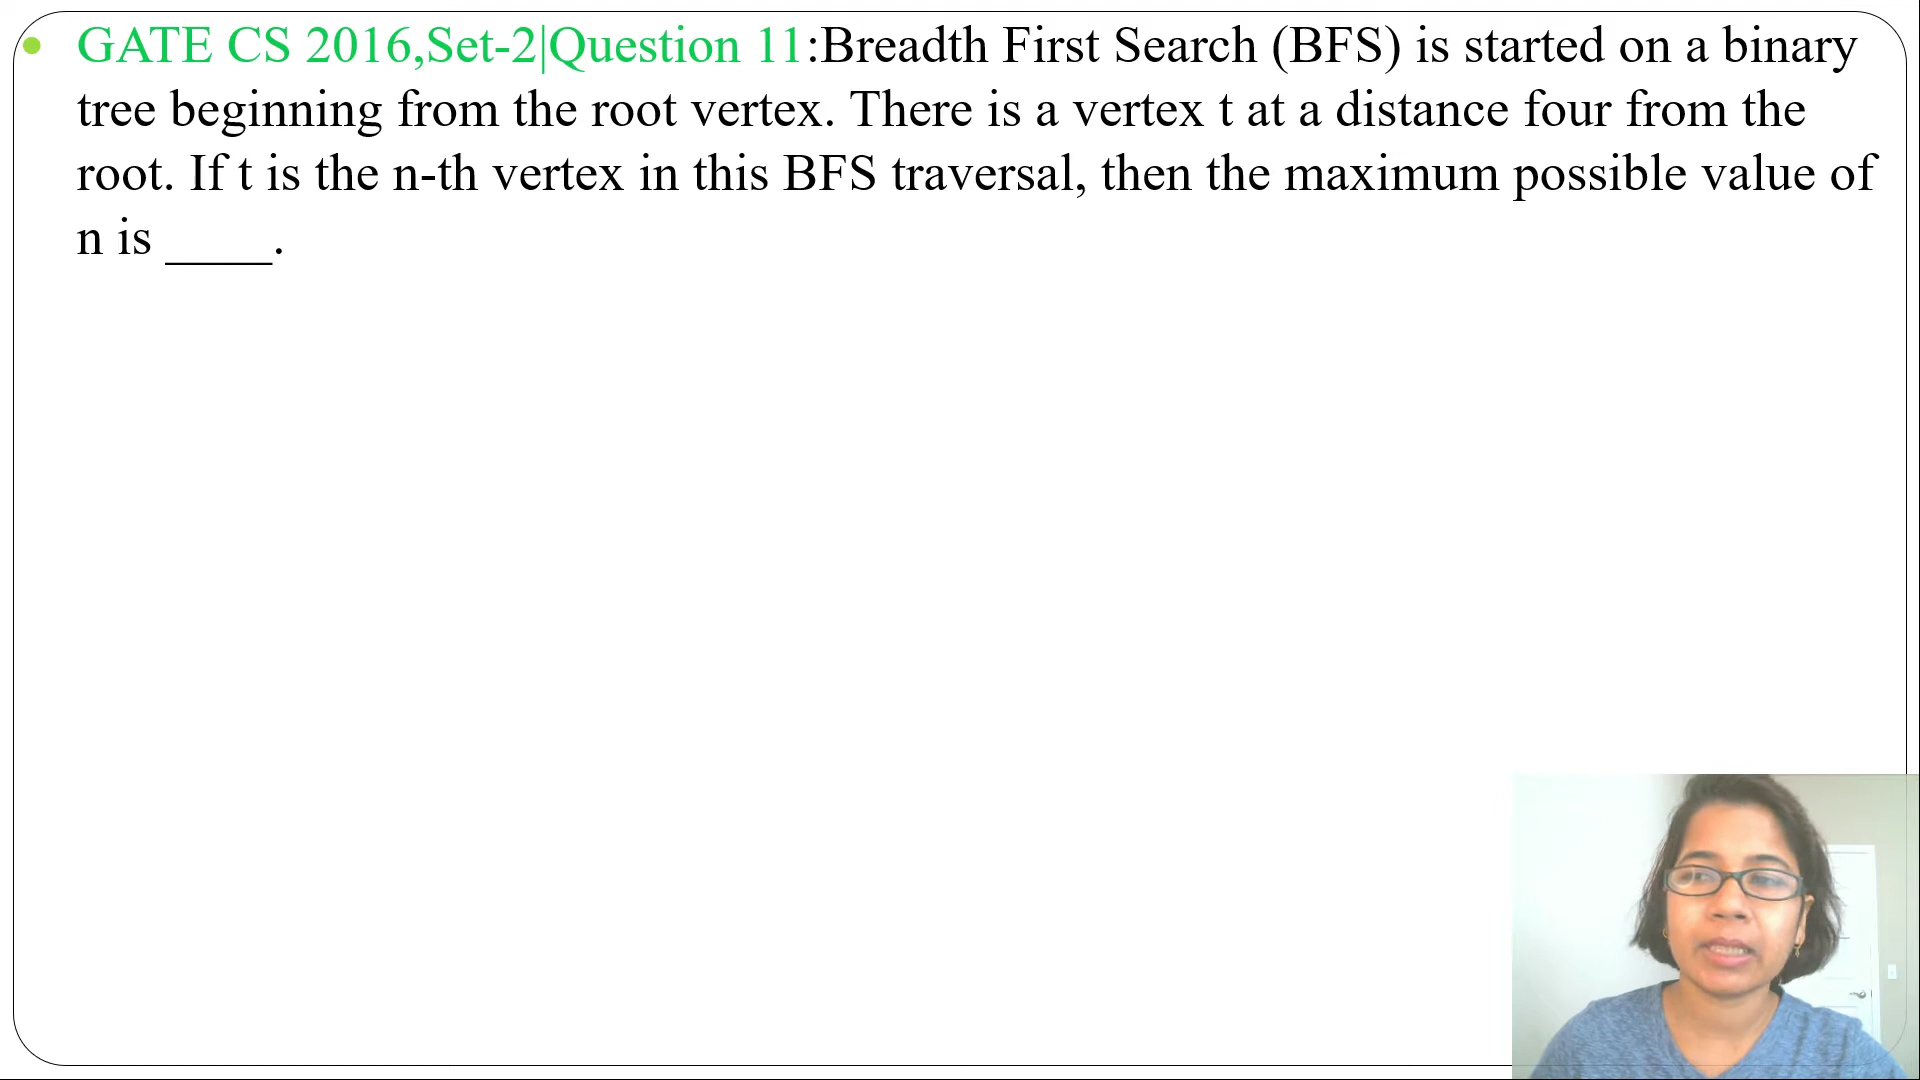 GATE CS 2016,Set-2|Question 11:Breadth First Search (BFS) is started on a binary
tree beginning from the root vertex. There is a vertex t at a distance four from the
root. If t is the n-th vertex in this BFS traversal, then the maximum possible value of
n is ____.